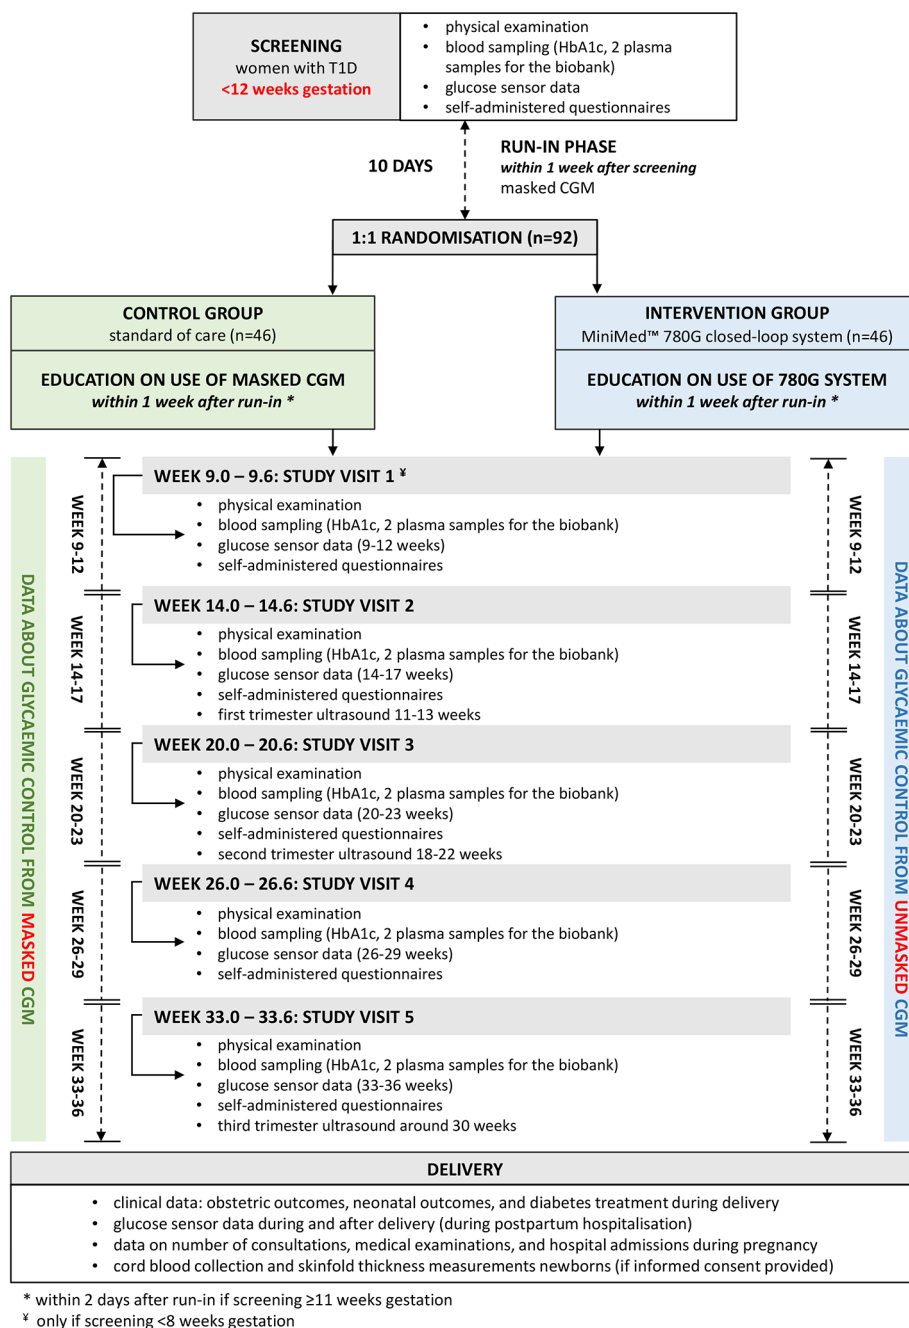 SCREENING
women with T1D
<12 weeks gestation
• physical examination
• blood sampling (HbA1c, 2 plasma
samples for the biobank)
• glucose sensor data
• self-administered questionnaires
10 DAYS
RUN-IN PHASE
within 1 week after screening
masked CGM
1:1 RANDOMISATION (n=92)
CONTROL GROUP
standard of care (n=46)
EDUCATION ON USE OF MASKED CGM
within 1 week after run-in *
INTERVENTION GROUP
MiniMed™ 780G closed-loop system (n=46)
EDUCATION ON USE OF 780G SYSTEM
within 1 week after run-in *
DATA ABOUT GLYCAEMIC CONTROL FROM MASKED CGM
WEEK 9-12
WEEK 14-17
WEEK 20-23
WEEK 26-29
WEEK 33-36
WEEK 9.0 – 9.6: STUDY VISIT 1 ¥
• physical examination
• blood sampling (HbA1c, 2 plasma samples for the biobank)
• glucose sensor data (9-12 weeks)
• self-administered questionnaires
WEEK 14.0 – 14.6: STUDY VISIT 2
• physical examination
• blood sampling (HbA1c, 2 plasma samples for the biobank)
• glucose sensor data (14-17 weeks)
• self-administered questionnaires
• first trimester ultrasound 11-13 weeks
WEEK 20.0 – 20.6: STUDY VISIT 3
• physical examination
• blood sampling (HbA1c, 2 plasma samples for the biobank)
• glucose sensor data (20-23 weeks)
• self-administered questionnaires
• second trimester ultrasound 18-22 weeks
WEEK 26.0 – 26.6: STUDY VISIT 4
• physical examination
• blood sampling (HbA1c, 2 plasma samples for the biobank)
• glucose sensor data (26-29 weeks)
• self-administered questionnaires
WEEK 33.0 – 33.6: STUDY VISIT 5
• physical examination
• blood sampling (HbA1c, 2 plasma samples for the biobank)
• glucose sensor data (33-36 weeks)
• self-administered questionnaires
• third trimester ultrasound around 30 weeks
WEEK 9-12
WEEK 14-17
WEEK 20-23
WEEK 26-29
WEEK 33-36
DATA ABOUT GLYCAEMIC CONTROL FROM UNMASKED CGM
DELIVERY
• clinical data: obstetric outcomes, neonatal outcomes, and diabetes treatment during delivery
• glucose sensor data during and after delivery (during postpartum hospitalisation)
• data on number of consultations, medical examinations, and hospital admissions during pregnancy
• cord blood collection and skinfold thickness measurements newborns (if informed consent provided)
* within 2 days after run-in if screening ≥11 weeks gestation
¥ only if screening <8 weeks gestation